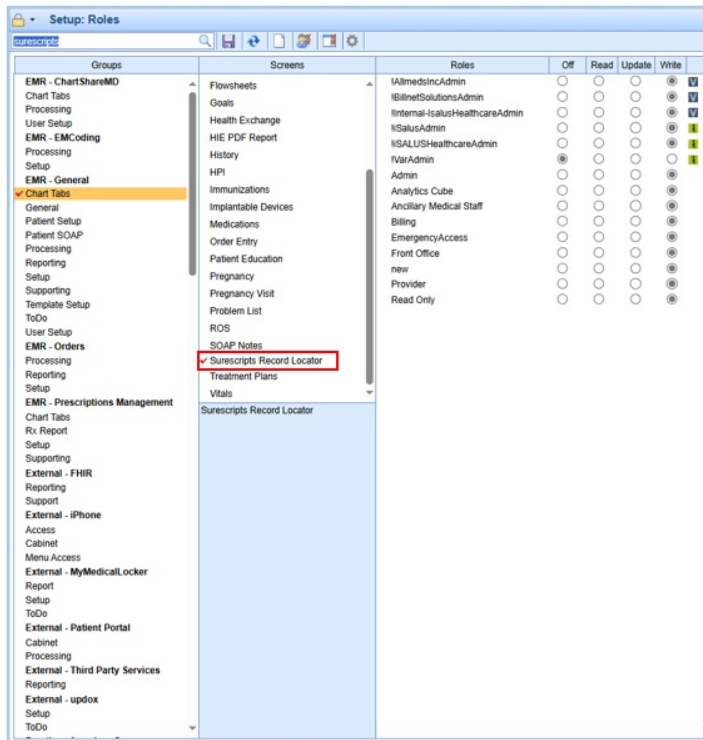 Setup: Roles
surescripts
Groups
EMR - ChartShareMD
Chart Tabs
Processing
User Setup
EMR - EMCoding
Processing
Setup
EMR - General
Chart Tabs
General
Patient Setup
Patient SOAP
Processing
Reporting
Setup
Supporting
Template Setup
ToDo
User Setup
EMR - Orders
Processing
Reporting
Setup
EMR - Prescriptions Management
Chart Tabs
Rx Report
Setup
Supporting
External - FHIR
Reporting
Support
External - iPhone
Access
Cabinet
Menu Access
External - MyMedicalLocker
Report
Setup
ToDo
External - Patient Portal
Cabinet
Processing
External - Third Party Services
Reporting
External - updox
Setup
ToDo
Screens
Flowsheets
Goals
Health Exchange
HIE PDF Report
History
HPI
Immunizations
Implantable Devices
Medications
Order Entry
Patient Education
Pregnancy
Pregnancy Visit
Problem List
ROS
SOAP Notes
Surescripts Record Locator
Treatment Plans
Vitals
Surescripts Record Locator
Roles Off Read Update Write
!AllmedsIncAdmin V
!BillnetSolutionsAdmin V
!Internal-IsalusHealthcareAdmin V
!iSalusAdmin i
!iSALUSHealthcareAdmin i
!VarAdmin i
Admin
Analytics Cube
Ancillary Medical Staff
Billing
EmergencyAccess
Front Office
new
Provider
Read Only